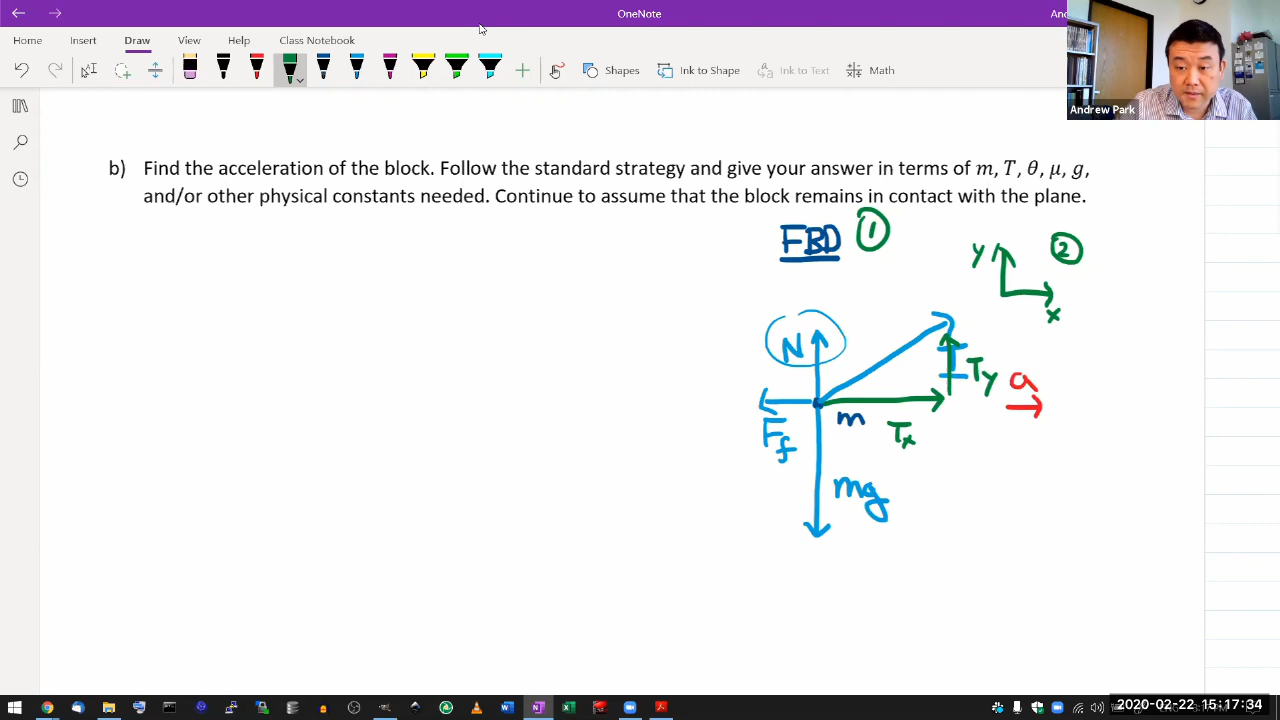 OneNote
An
Home Insert Draw View Help Class Notebook
Shapes Ink to Shape Ink to Text Math
Andrew Park
b) Find the acceleration of the block. Follow the standard strategy and give your answer in terms of m, T, θ, μ, g,
and/or other physical constants needed. Continue to assume that the block remains in contact with the plane.
FBD 1
y 2
x
N
Ty a
m
Ff Tx
mg
2020-02-22 15:17:34